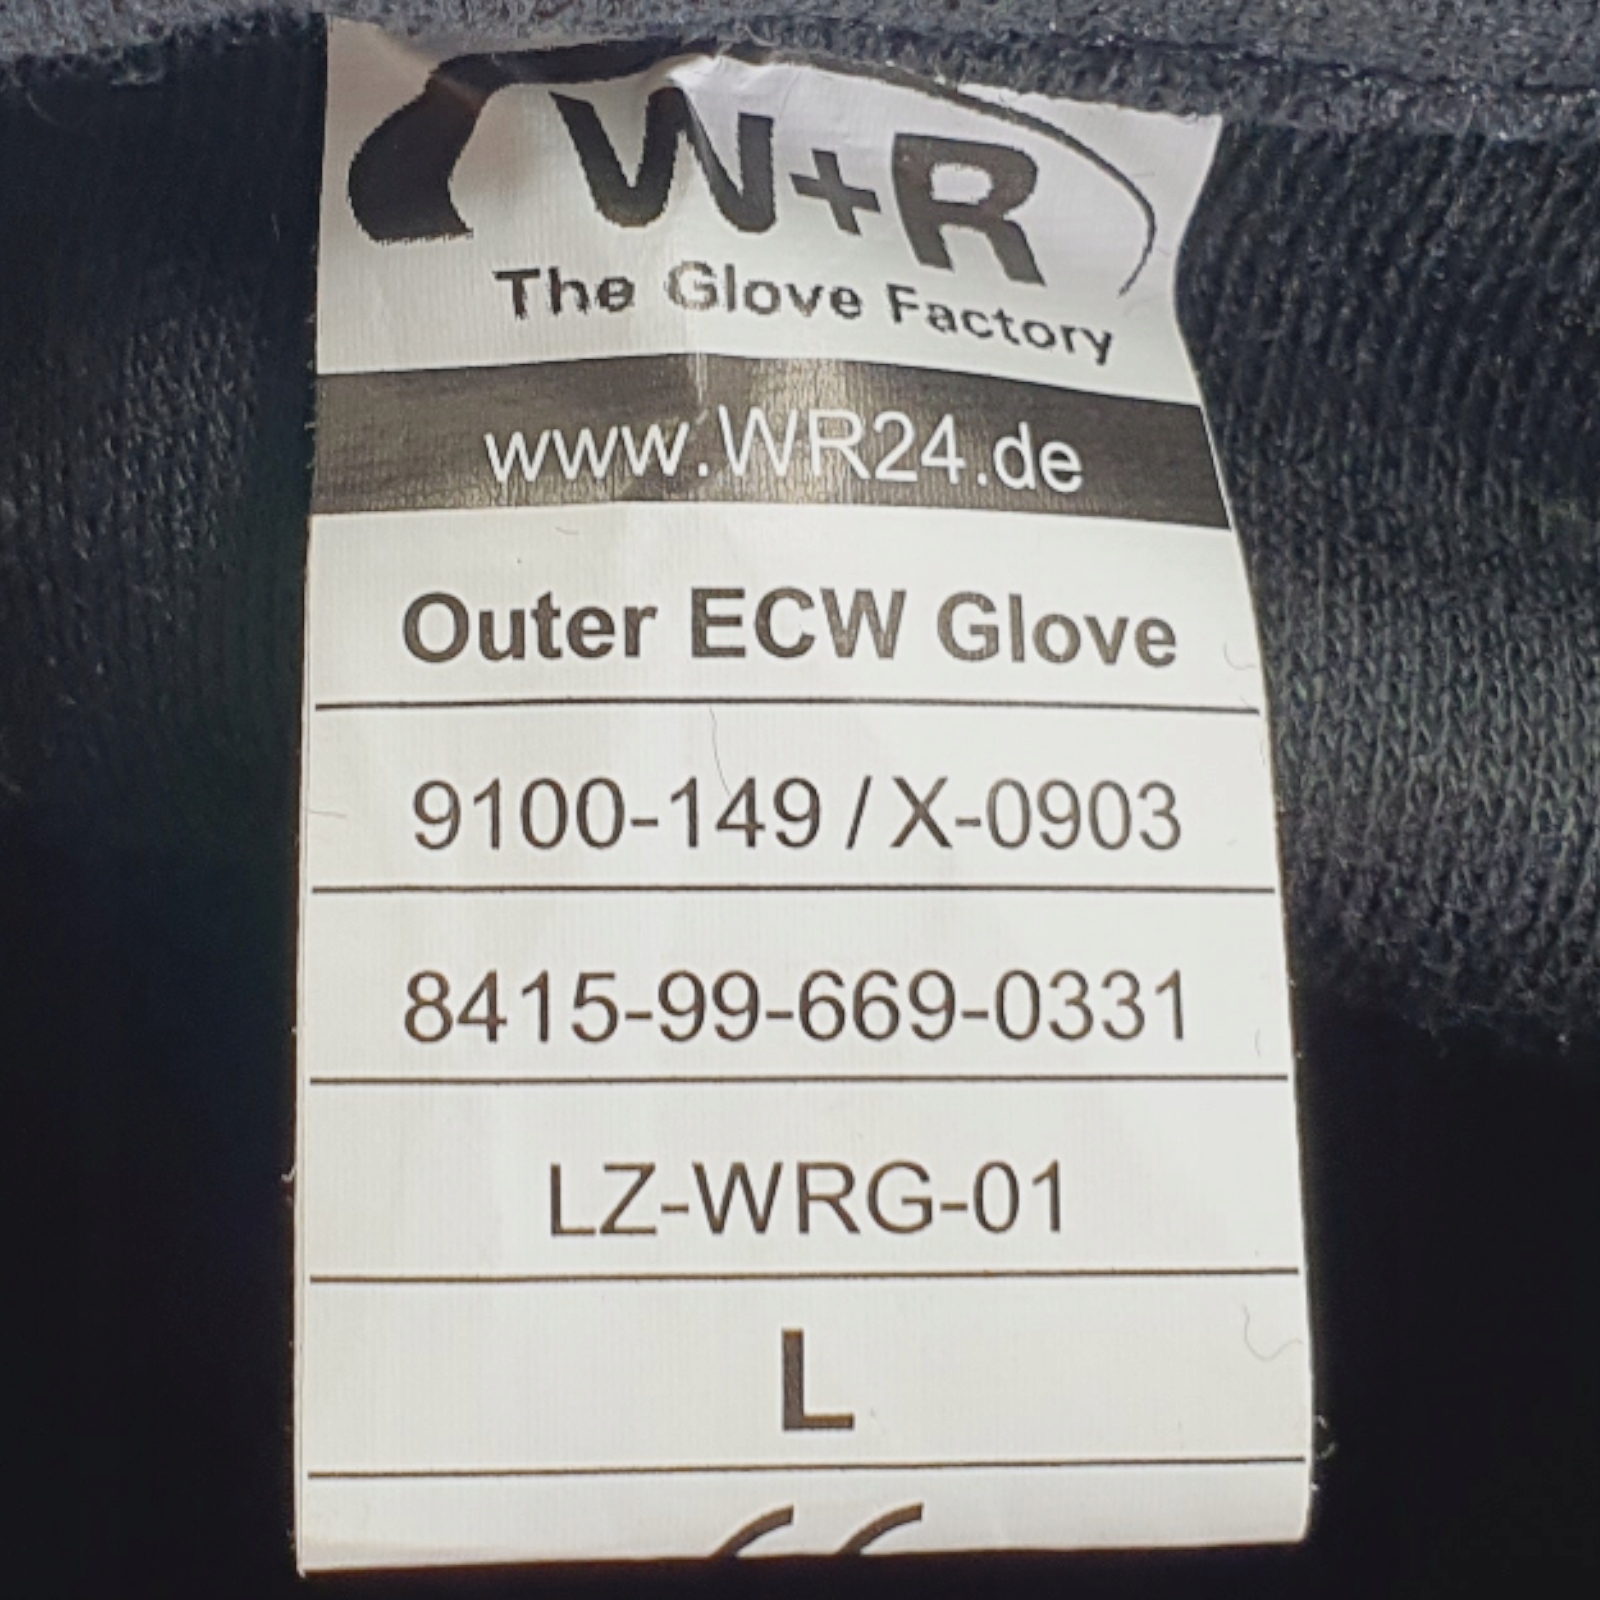 W+R
The Glove Factory
www.WR24.de
Outer ECW Glove
9100-149 / X-0903
8415-99-669-0331
LZ-WRG-01
L